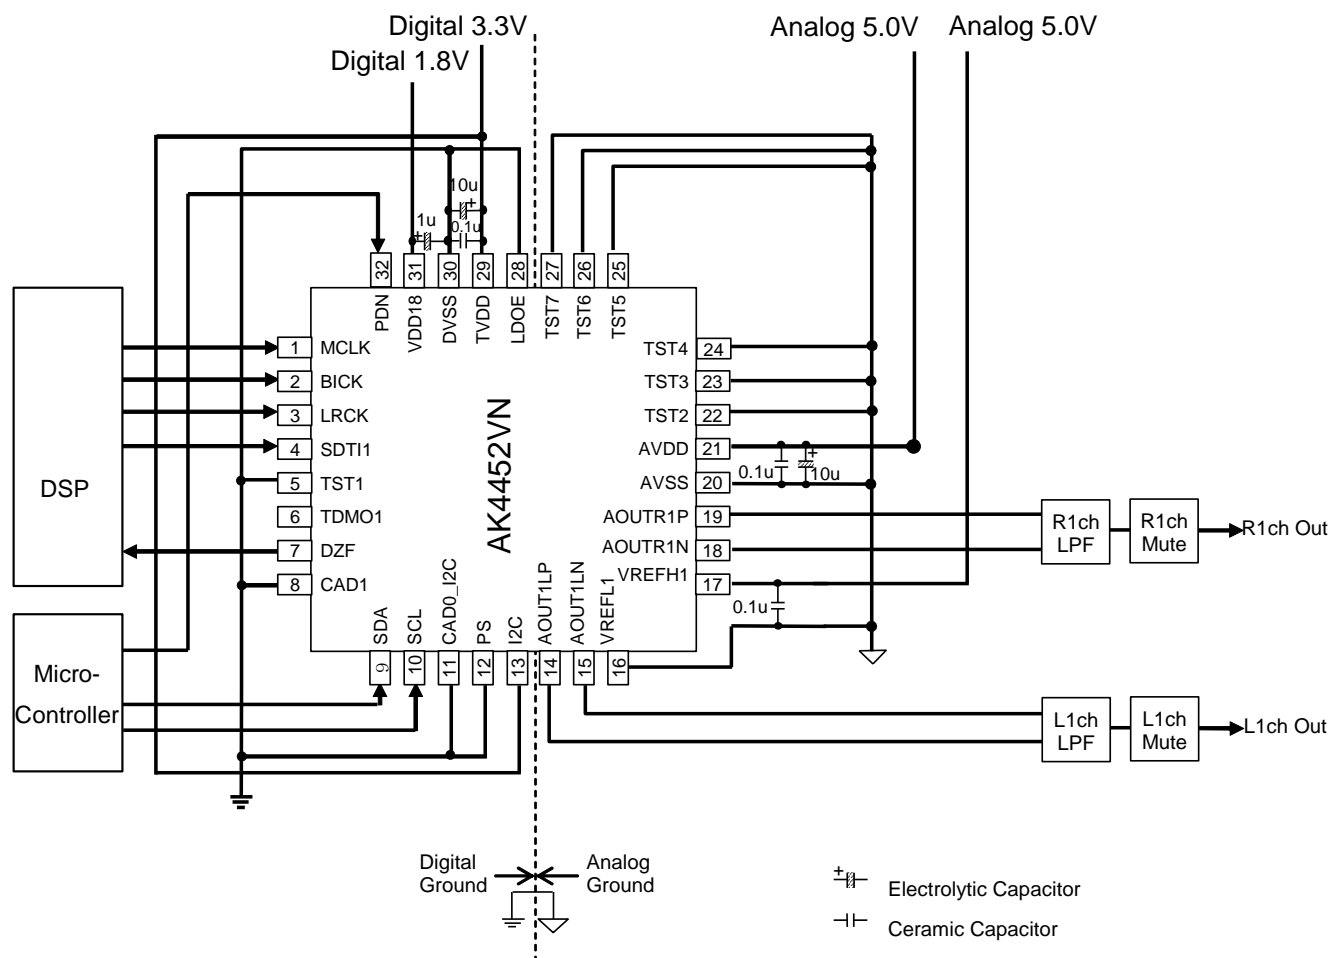 Digital 3.3V
Analog 5.0V
Analog 5.0V
Digital 1.8V
10u
1u
0.1u
+
+
32
31
30
29
28
27
26
25
PDN
VDD18
DVSS
TVDD
LDOE
TST7
TST6
TST5
DSP
1 MCLK
2 BICK
3 LRCK
4 SDTI1
5 TST1
6 TDMO1
7 DZF
8 CAD1
AK4452VN
TST4 24
TST3 23
TST2 22
AVDD 21
AVSS 20
AOUTR1P 19
AOUTR1N 18
VREFH1 17
0.1u
+
10u
0.1u
R1ch
LPF
R1ch
Mute
R1ch Out
SDA
SCL
CAD0_I2C
PS
I2C
AOUT1LP
AOUT1LN
VREFL1
9
10
11
12
13
14
15
16
Micro-
Controller
L1ch
LPF
L1ch
Mute
L1ch Out
Digital
Ground
Analog
Ground
+
Electrolytic Capacitor
Ceramic Capacitor